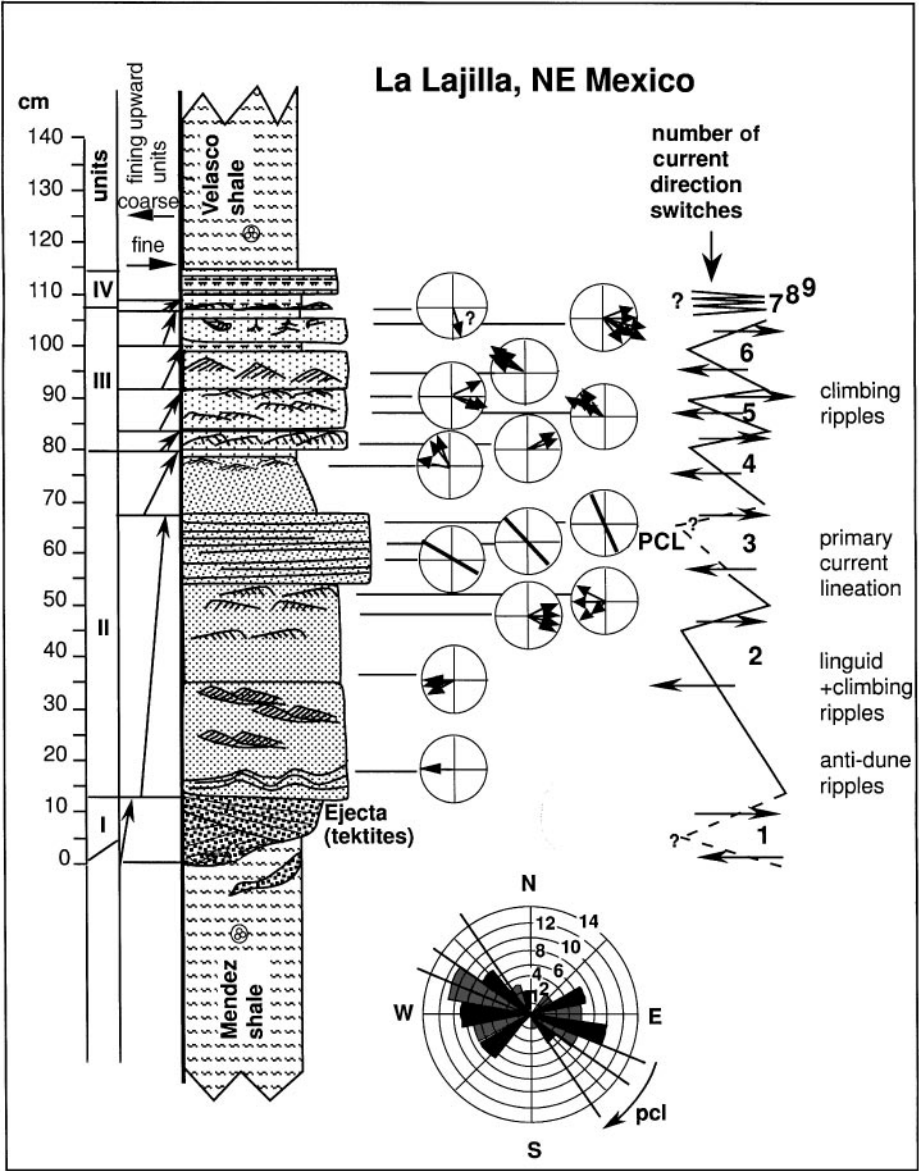 La Lajilla, NE Mexico
cm
units
fining upward
units
coarse
fine
140
130
120
110
100
90
80
70
60
50
40
30
20
10
0
IV
III
II
I
Velasco
shale
Ejecta
(tektites)
Mendez
shale
?
PCL
number of
current
direction
switches
?
7
8
9
6
5
4
?
3
2
?
1
climbing
ripples
primary
current
lineation
linguid
+climbing
ripples
anti-dune
ripples
N
12
14
8
10
4
6
2
W
E
S
pcl